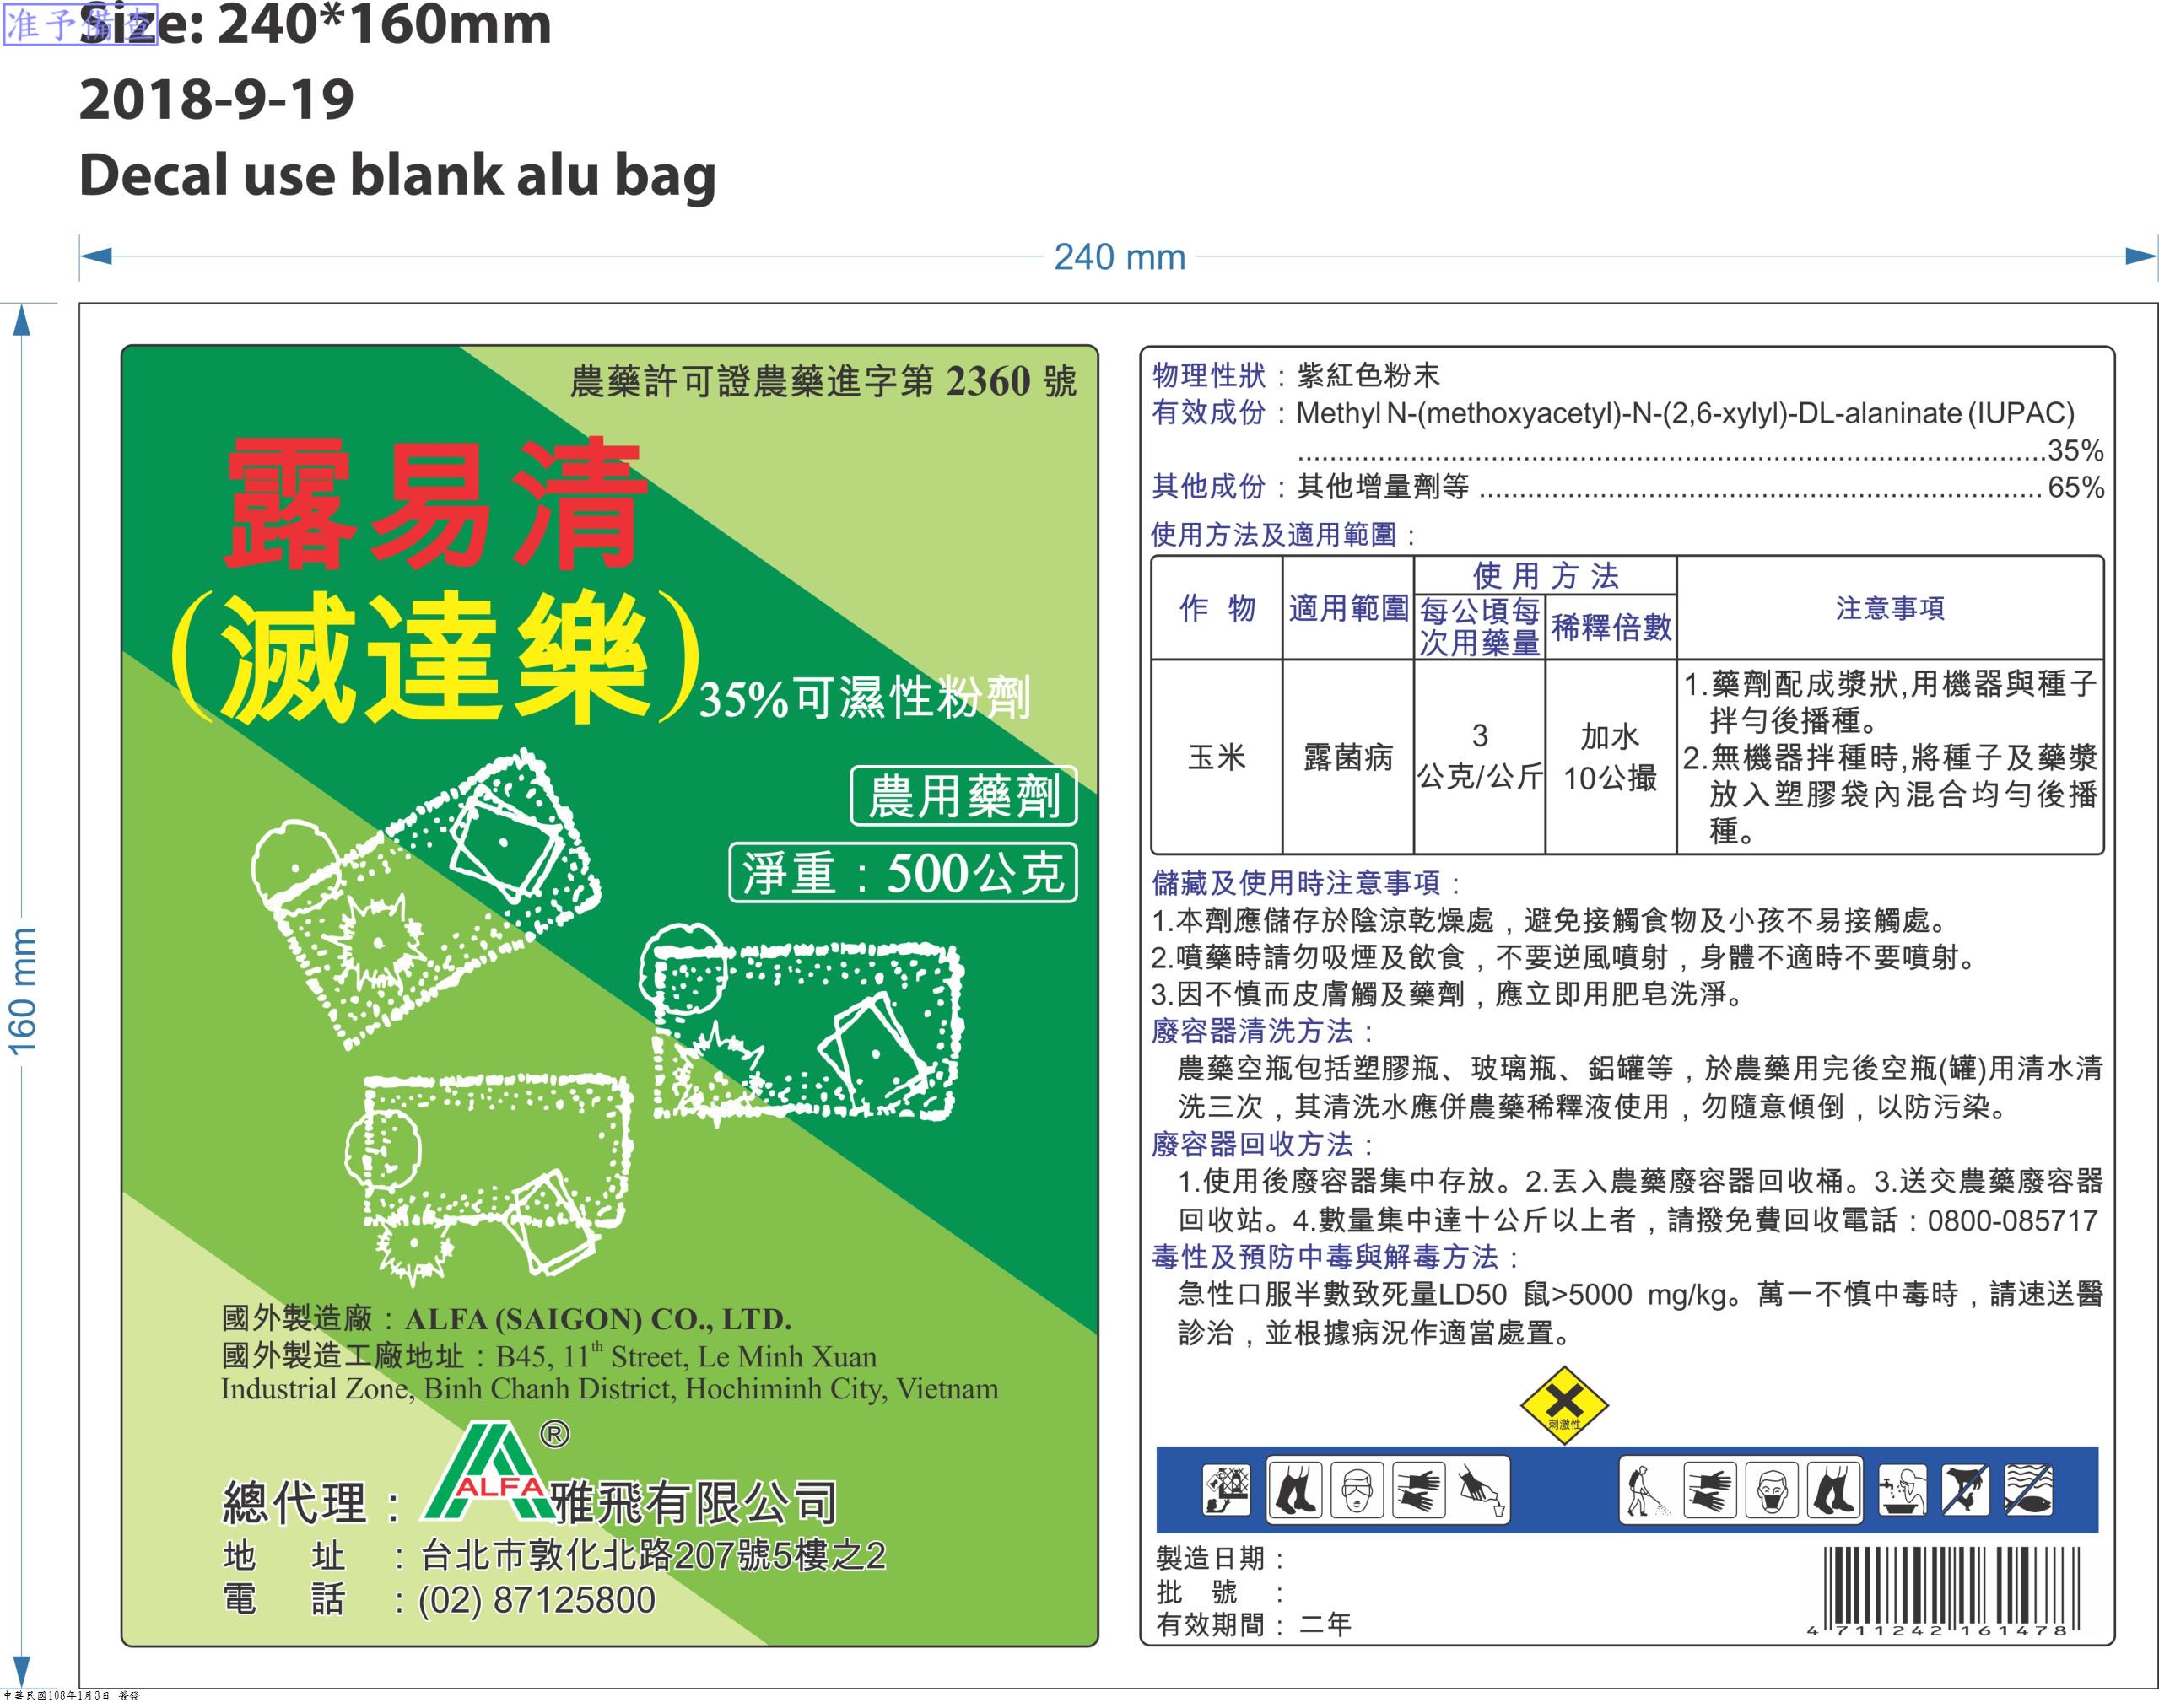 准予備查
Size: 240*160mm
2018-9-19
Decal use blank alu bag
240 mm
160 mm
農藥許可證農藥進字第 2360 號
露易清
(滅達樂)35%可濕性粉劑
農用藥劑
淨重：500公克
國外製造廠：ALFA (SAIGON) CO., LTD.
國外製造工廠地址：B45, 11th Street, Le Minh Xuan
Industrial Zone, Binh Chanh District, Hochiminh City, Vietnam
總代理：ALFA®雅飛有限公司
地 址 ：台北市敦化北路207號5樓之2
電 話 ：(02) 87125800
物理性狀：紫紅色粉末
有效成份：Methyl N-(methoxyacetyl)-N-(2,6-xylyl)-DL-alaninate (IUPAC)
..........35%
其他成份：其他增量劑等..........65%
使用方法及適用範圍：
作 物 適用範圍 使 用 方 法 注意事項
每公頃每次用藥量 稀釋倍數
玉米 露菌病 3公克/公斤 加水10公撮
1.藥劑配成漿狀,用機器與種子
拌勻後播種。
2.無機器拌種時,將種子及藥漿
放入塑膠袋內混合均勻後播
種。
儲藏及使用時注意事項：
1.本劑應儲存於陰涼乾燥處，避免接觸食物及小孩不易接觸處。
2.噴藥時請勿吸煙及飲食，不要逆風噴射，身體不適時不要噴射。
3.因不慎而皮膚觸及藥劑，應立即用肥皂洗淨。
廢容器清洗方法：
農藥空瓶包括塑膠瓶、玻璃瓶、鋁罐等，於農藥用完後空瓶(罐)用清水清
洗三次，其清洗水應併農藥稀釋液使用，勿隨意傾倒，以防污染。
廢容器回收方法：
1.使用後廢容器集中存放。2.丟入農藥廢容器回收桶。3.送交農藥廢容器
回收站。4.數量集中達十公斤以上者，請撥免費回收電話：0800-085717
毒性及預防中毒與解毒方法：
急性口服半數致死量LD50 鼠>5000 mg/kg。萬一不慎中毒時，請速送醫
診治，並根據病況作適當處置。
刺激性
製造日期：
批 號 ：
有效期間：二年
4 711242 161478
中華民國108年1月3日 簽發